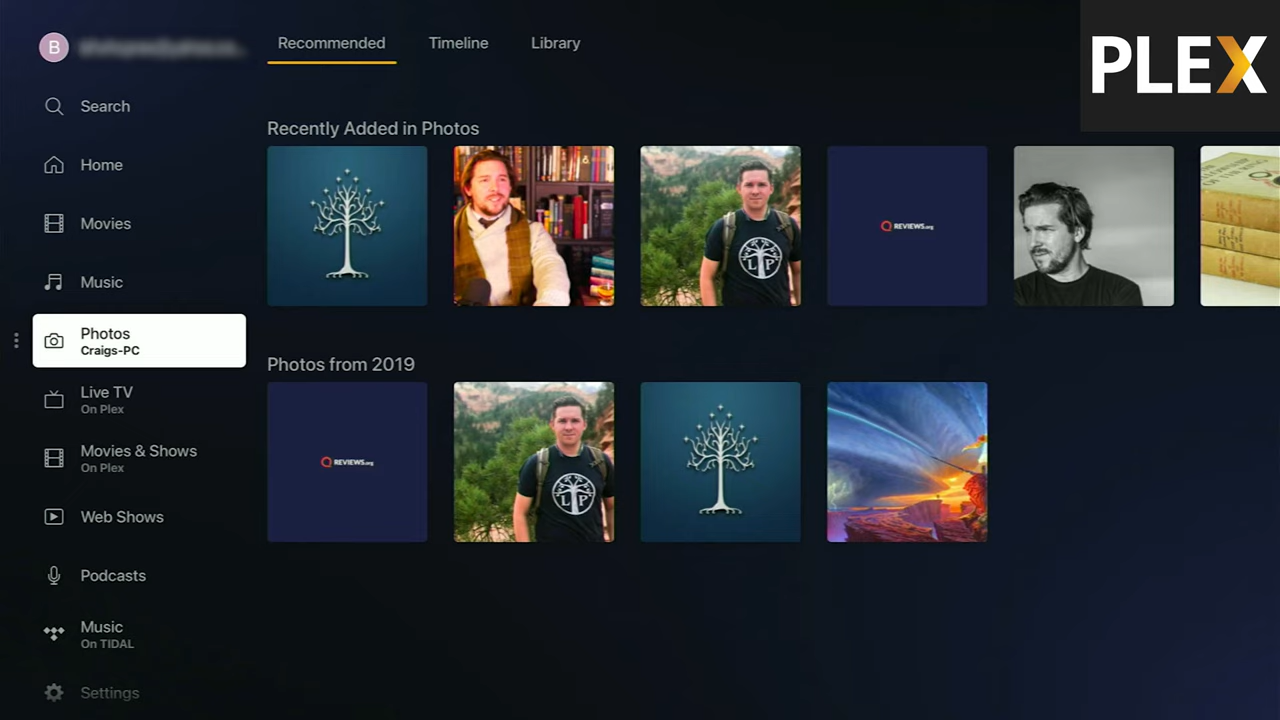 B
Recommended
Timeline
Library
PLEX
Search
Home
Movies
Music
Photos
Craigs-PC
Live TV
On Plex
Movies & Shows
On Plex
Web Shows
Podcasts
Music
On TIDAL
Settings
Recently Added in Photos
L P
REVIEWS.org
Photos from 2019
REVIEWS.org
L P